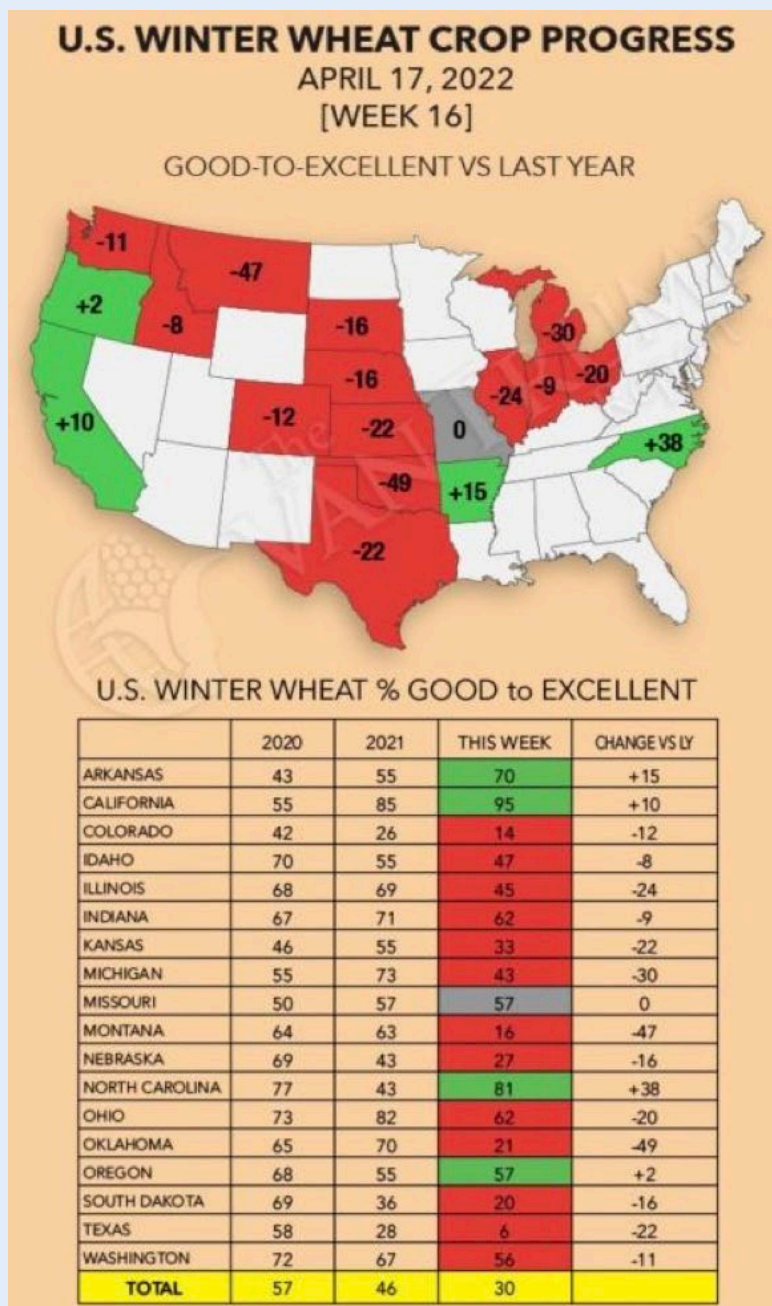 U.S. WINTER WHEAT CROP PROGRESS
APRIL 17, 2022
[WEEK 16]
GOOD-TO-EXCELLENT VS LAST YEAR
-11
-47
+2
-8
-16
-30
-16
-24
-9
-20
-12
-22
0
+10
+38
-49
+15
-22
The
VAN TRUMP
U.S. WINTER WHEAT % GOOD to EXCELLENT
2020 2021 THIS WEEK CHANGE VS LY
ARKANSAS 43 55 70 +15
CALIFORNIA 55 85 95 +10
COLORADO 42 26 14 -12
IDAHO 70 55 47 -8
ILLINOIS 68 69 45 -24
INDIANA 67 71 62 -9
KANSAS 46 55 33 -22
MICHIGAN 55 73 43 -30
MISSOURI 50 57 57 0
MONTANA 64 63 16 -47
NEBRASKA 69 43 27 -16
NORTH CAROLINA 77 43 81 +38
OHIO 73 82 62 -20
OKLAHOMA 65 70 21 -49
OREGON 68 55 57 +2
SOUTH DAKOTA 69 36 20 -16
TEXAS 58 28 6 -22
WASHINGTON 72 67 56 -11
TOTAL 57 46 30